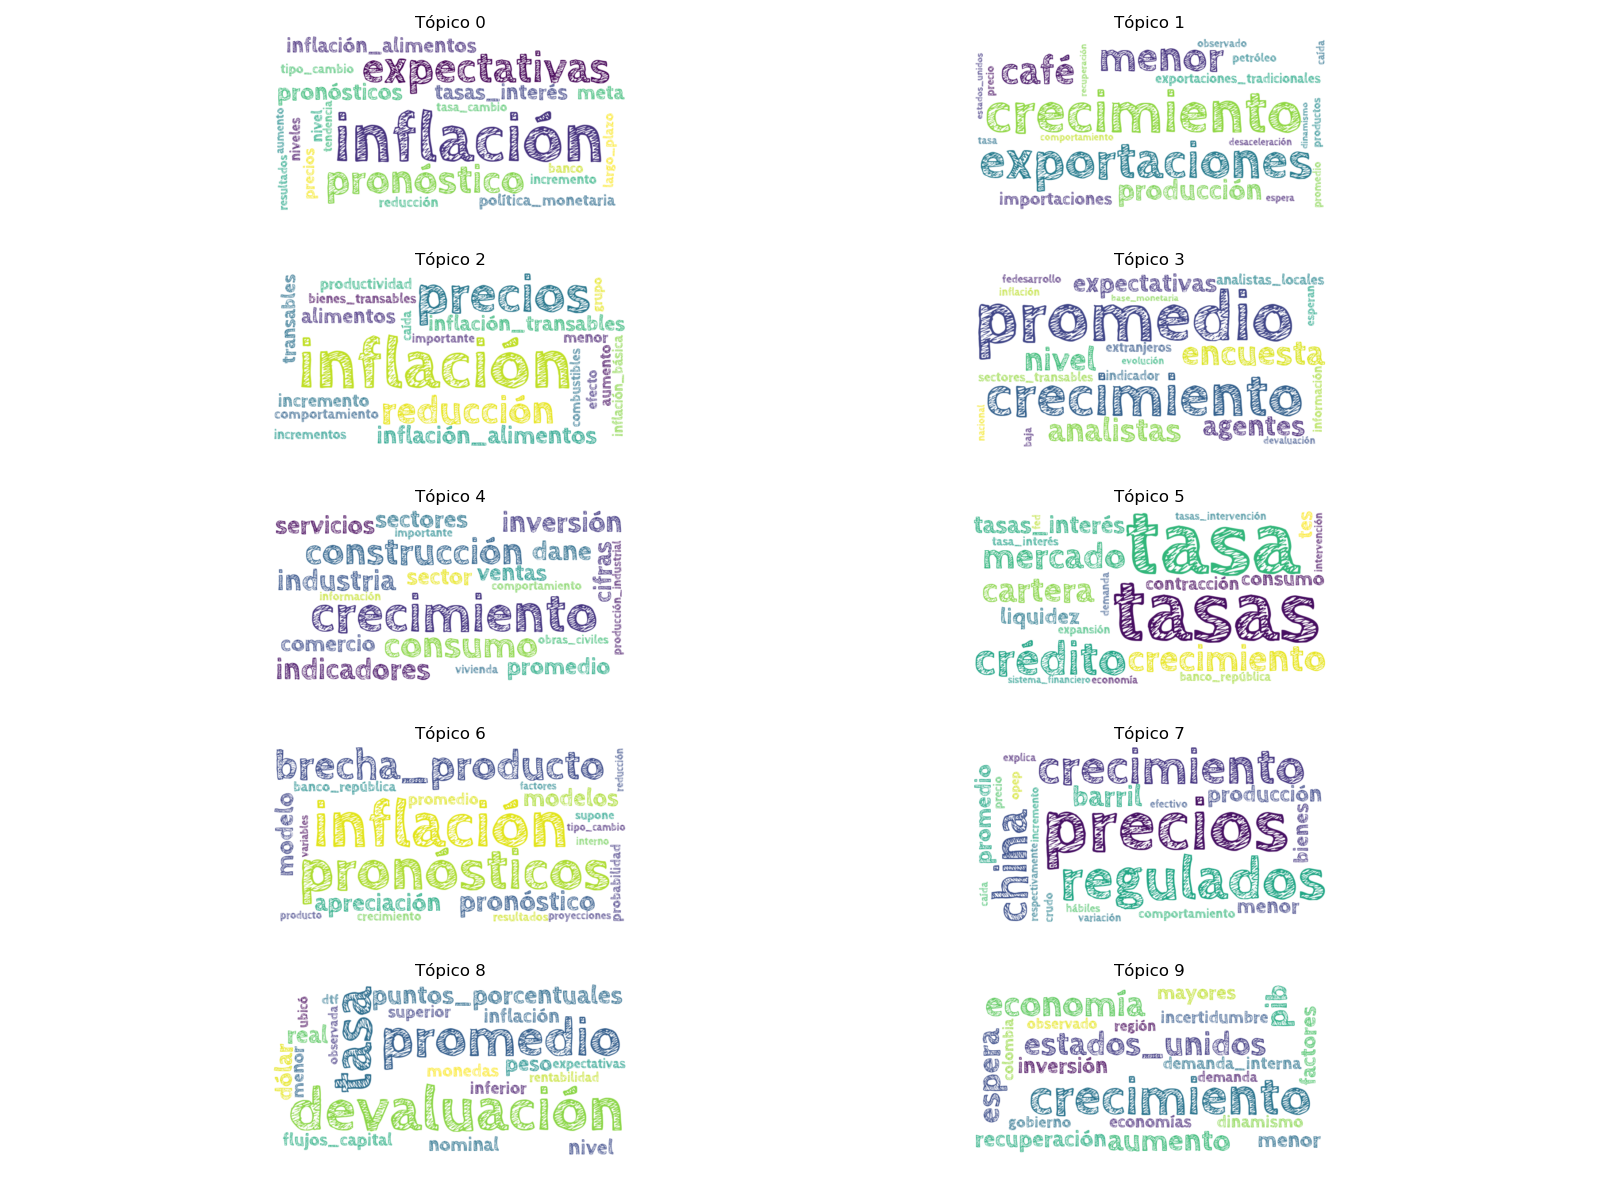 Tópico 0
inflación_alimentos
tipo_cambio
expectativas
pronósticos
tasas_interés
meta
tasa_cambio
aumento
niveles
nivel
tendencia
inflación
largo_plazo
resultados
precios
pronóstico
banco
incremento
reducción
política_monetaria
Tópico 1
estados_unidos
precio
café
recuperación
menor
observado
petróleo
caída
exportaciones_tradicionales
crecimiento
dinamismo
productos
tasa
comportamiento
desaceleración
exportaciones
importaciones
producción
espera
promedio
Tópico 2
transables
productividad
bienes_transables
alimentos
precios
grupo
caída
inflación_transables
importante
menor
inflación
combustibles
efecto
aumento
inflación_básica
incremento
comportamiento
reducción
incrementos
inflación_alimentos
Tópico 3
fedesarrollo
inflación
expectativas
analistas_locales
base_monetaria
esperan
promedio
nivel
extranjeros
evolución
encuesta
sectores_transables
indicador
información
crecimiento
nacional
baja
analistas
agentes
devaluación
Tópico 4
servicios
sectores
importante
inversión
construcción
dane
industria
sector
ventas
cifras
comportamiento
información
producción_industrial
crecimiento
comercio
consumo
obras_civiles
indicadores
vivienda
promedio
Tópico 5
tasas_interés
fed
tasas_intervención
tes
intervención
tasa_interés
tasa
mercado
contracción
consumo
cartera
demanda
tasas
liquidez
expansión
crédito
crecimiento
sistema_financiero
economía
banco_república
Tópico 6
brecha_producto
reducción
banco_república
factores
modelo
promedio
modelos
variables
inflación
supone
tipo_cambio
interno
pronósticos
probabilidad
apreciación
pronóstico
producto
crecimiento
resultados
proyecciones
Tópico 7
explica
crecimiento
promedio
precio
opep
barril
efectivo
producción
china
respectivamente
incremento
precios
bienes
caída
crudo
regulados
hábiles
variación
comportamiento
menor
Tópico 8
ubicó
dtf
tasa
puntos_porcentuales
superior
inflación
real
observada
promedio
dólar
menor
monedas
peso
expectativas
rentabilidad
inferior
devaluación
flujos_capital
nominal
nivel
Tópico 9
economía
mayores
pib
observado
región
incertidumbre
espera
colombia
estados_unidos
factores
inversión
demanda_interna
demanda
crecimiento
gobierno
economías
dinamismo
recuperación
aumento
menor